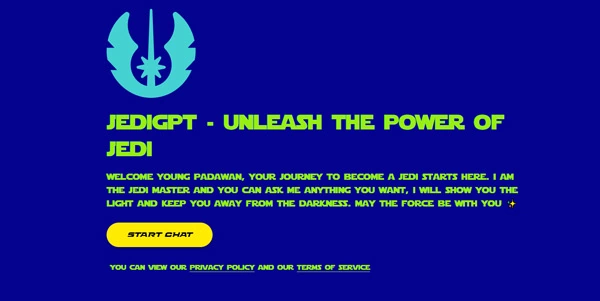 JEDIGPT - UNLEASH THE POWER OF
JEDI
WELCOME YOUNG PADAWAN, YOUR JOURNEY TO BECOME A JEDI STARTS HERE. I AM
THE JEDI MASTER AND YOU CAN ASK ME ANYTHING YOU WANT, I WILL SHOW YOU THE
LIGHT AND KEEP YOU AWAY FROM THE DARKNESS. MAY THE FORCE BE WITH YOU ✨
START CHAT
YOU CAN VIEW OUR PRIVACY POLICY AND OUR TERMS OF SERVICE